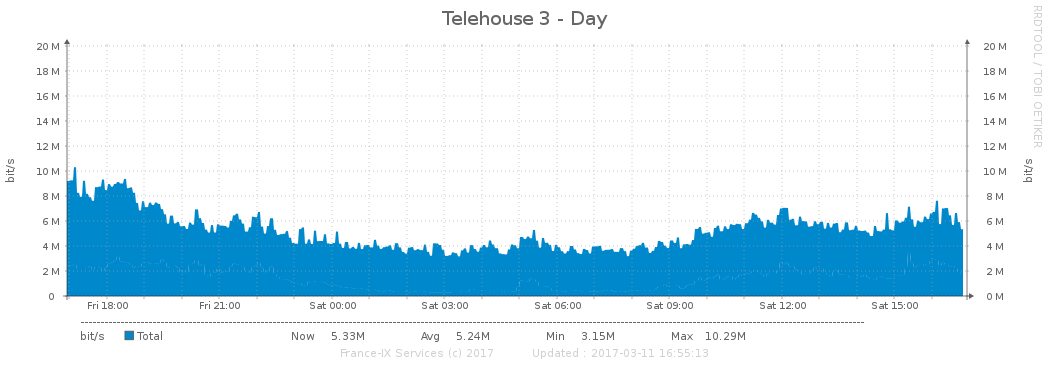 Telehouse 3 - Day
RRDTOOL / TOBI OETIKER
bit/s
bit/s
20 M 20 M
18 M 18 M
16 M 16 M
14 M 14 M
12 M 12 M
10 M 10 M
8 M 8 M
6 M 6 M
4 M 4 M
2 M 2 M
0 0 M
Fri 18:00 Fri 21:00 Sat 00:00 Sat 03:00 Sat 06:00 Sat 09:00 Sat 12:00 Sat 15:00
bit/s Total Now 5.33M Avg 5.24M Min 3.15M Max 10.29M
France-IX Services (c) 2017 Updated : 2017-03-11 16:55:13